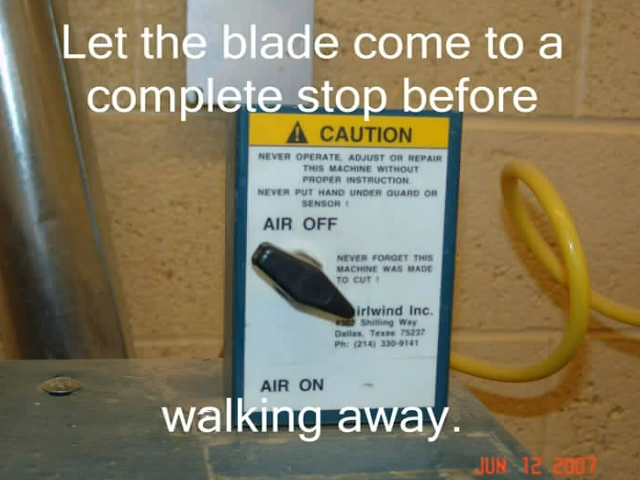 Let the blade come to a
complete stop before
CAUTION
NEVER OPERATE, ADJUST OR REPAIR
THIS MACHINE WITHOUT
PROPER INSTRUCTION.
NEVER PUT HAND UNDER GUARD OR
SENSOR !
AIR OFF
NEVER FORGET THIS
MACHINE WAS MADE
TO CUT !
irlwind Inc.
Shilling Way
Dallas, Texas 75237
Ph: (214) 330-9141
AIR ON
walking away.
JUN 12 2007